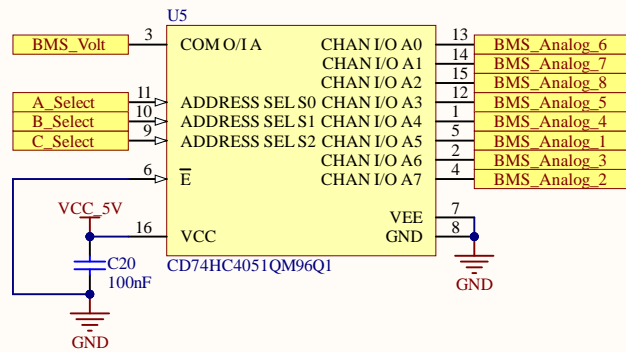 U5
BMS_Volt 3 COM O/I A CHAN I/O A0 13 BMS_Analog_6
CHAN I/O A1 14 BMS_Analog_7
CHAN I/O A2 15 BMS_Analog_8
A_Select 11 ADDRESS SEL S0 CHAN I/O A3 12 BMS_Analog_5
B_Select 10 ADDRESS SEL S1 CHAN I/O A4 1 BMS_Analog_4
C_Select 9 ADDRESS SEL S2 CHAN I/O A5 5 BMS_Analog_1
CHAN I/O A6 2 BMS_Analog_3
6 E CHAN I/O A7 4 BMS_Analog_2
VCC_5V
VEE 7
16 VCC GND 8
C20
100nF
CD74HC4051QM96Q1
GND
GND